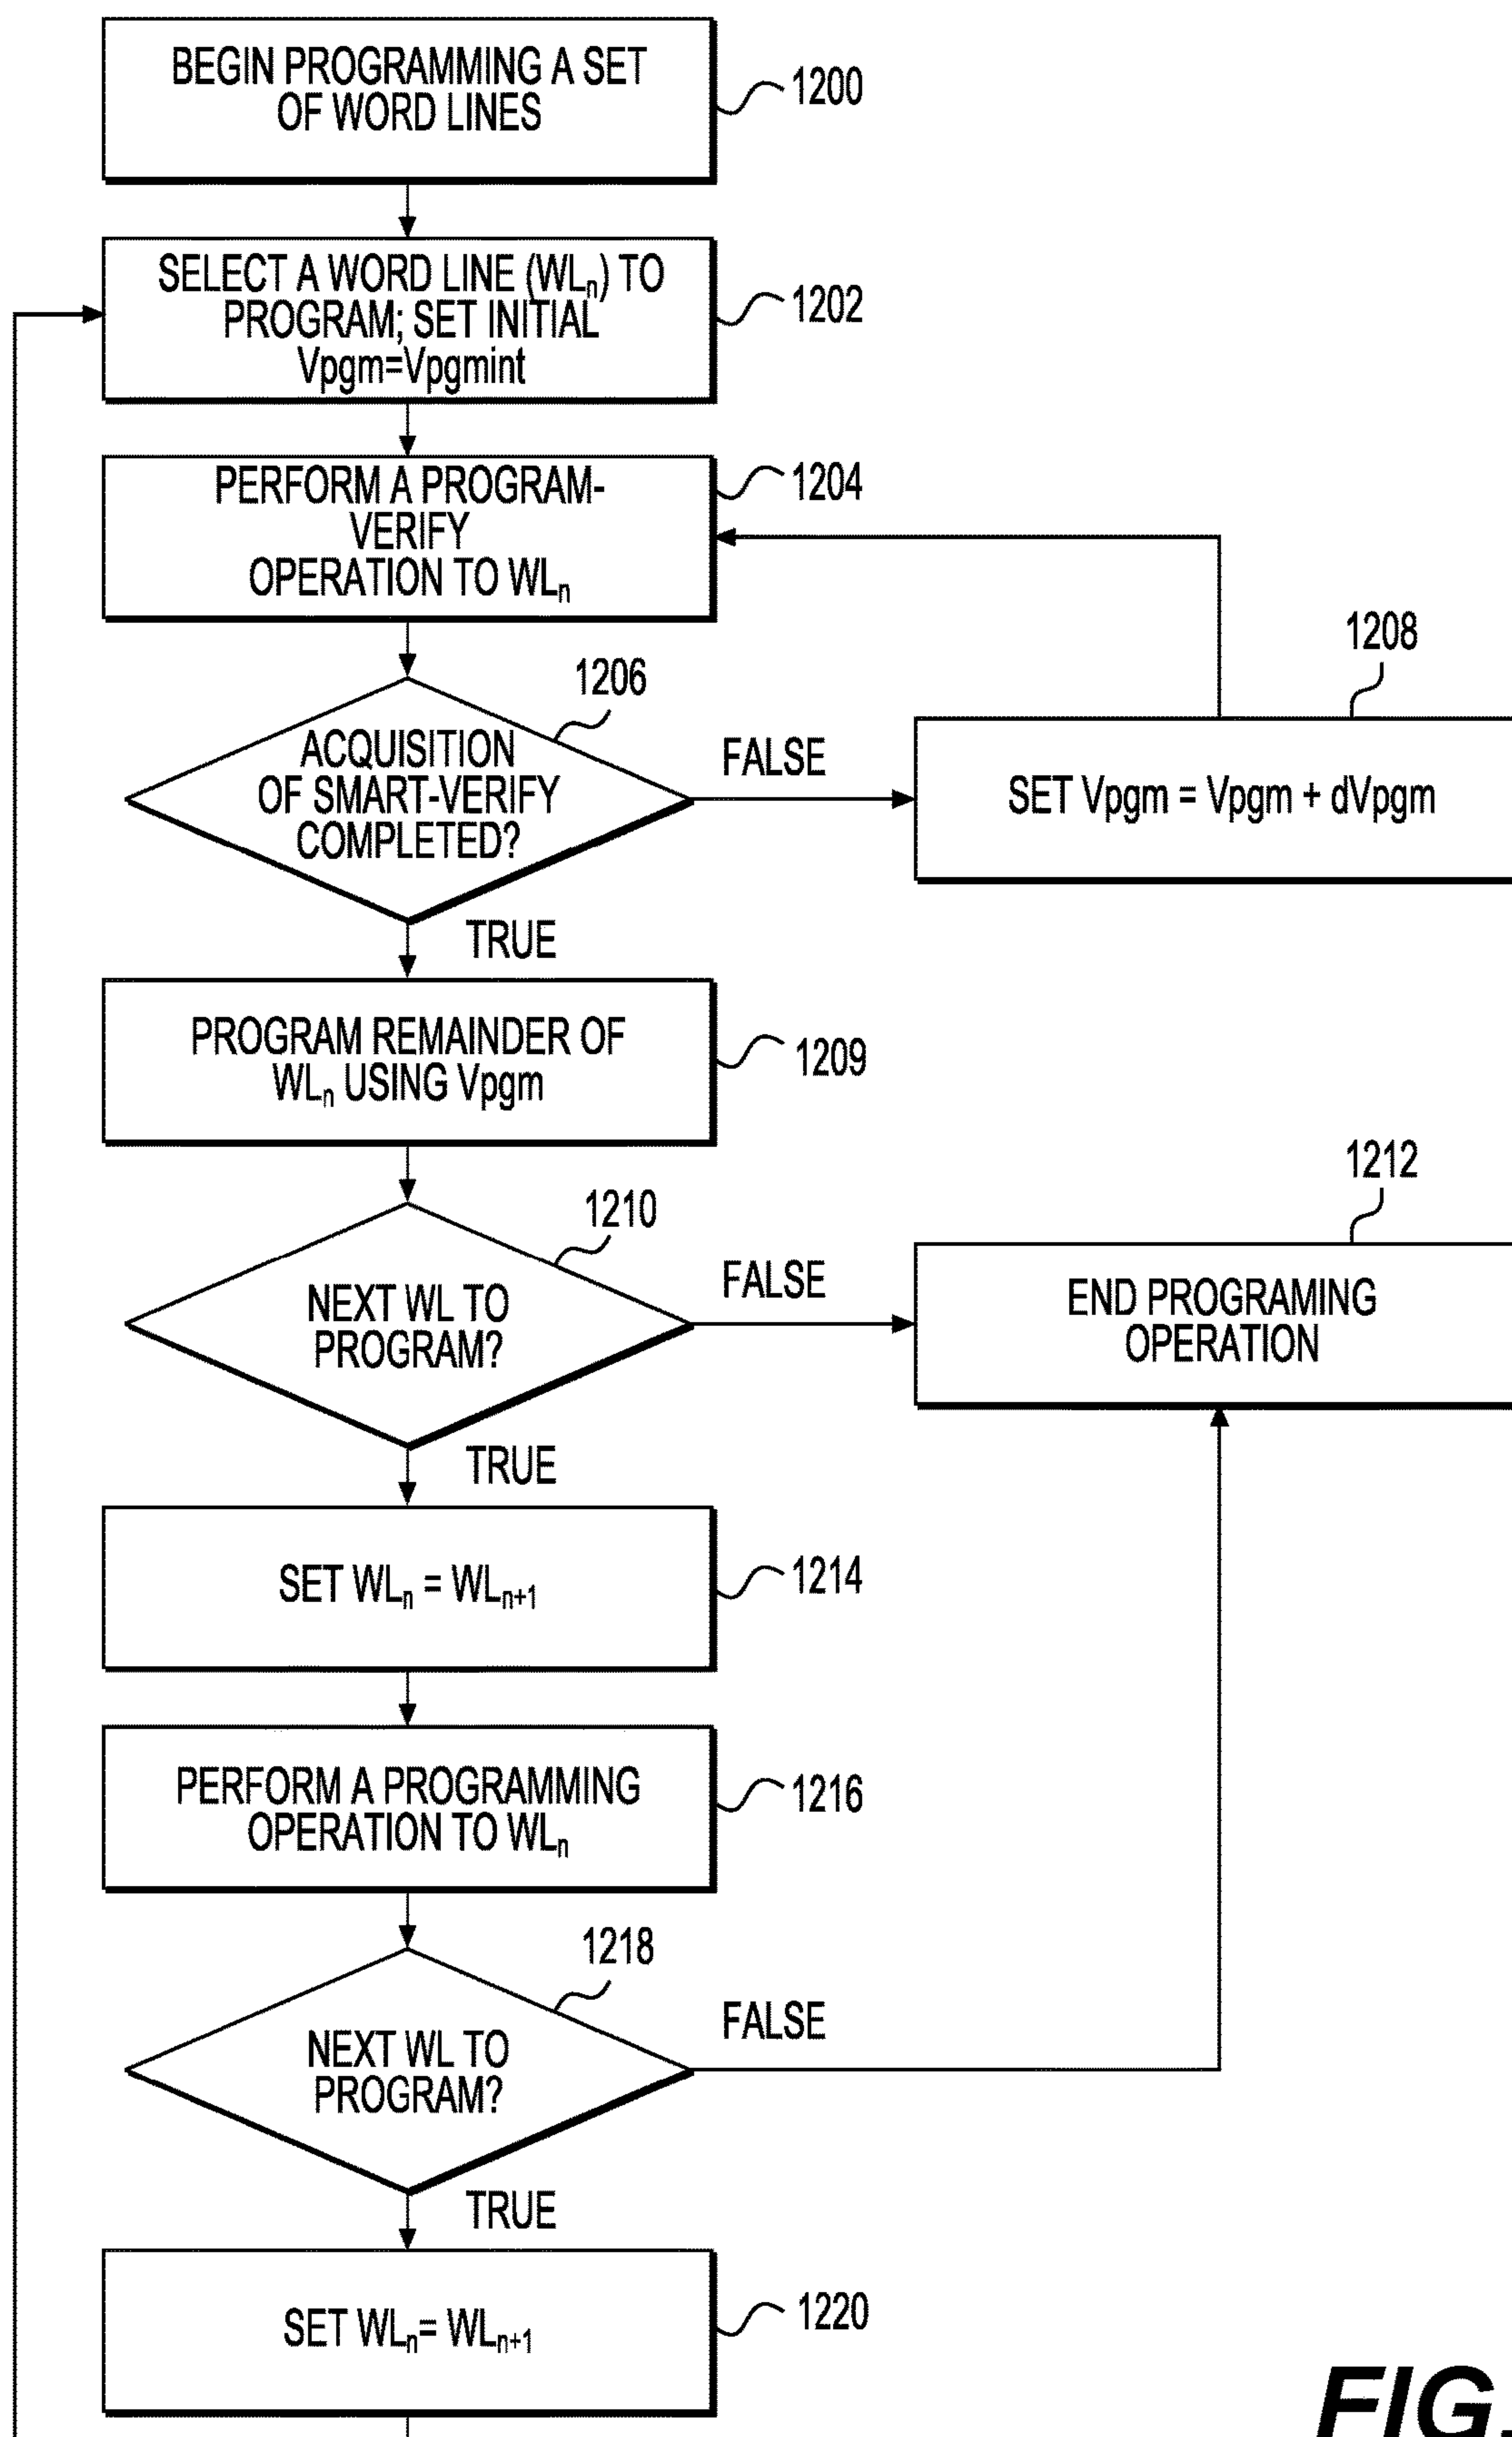 BEGIN PROGRAMMING A SET
OF WORD LINES
1200
SELECT A WORD LINE (WLn) TO
PROGRAM; SET INITIAL
Vpgm=Vpgmint
1202
PERFORM A PROGRAM-
VERIFY
OPERATION TO WLn
1204
1206
ACQUISITION
OF SMART-VERIFY
COMPLETED?
FALSE
1208
SET Vpgm = Vpgm + dVpgm
TRUE
PROGRAM REMAINDER OF
WLn USING Vpgm
1209
1210
NEXT WL TO
PROGRAM?
FALSE
1212
END PROGRAMING
OPERATION
TRUE
SET WLn = WLn+1
1214
PERFORM A PROGRAMMING
OPERATION TO WLn
1216
1218
NEXT WL TO
PROGRAM?
FALSE
TRUE
SET WLn= WLn+1
1220
FIG.